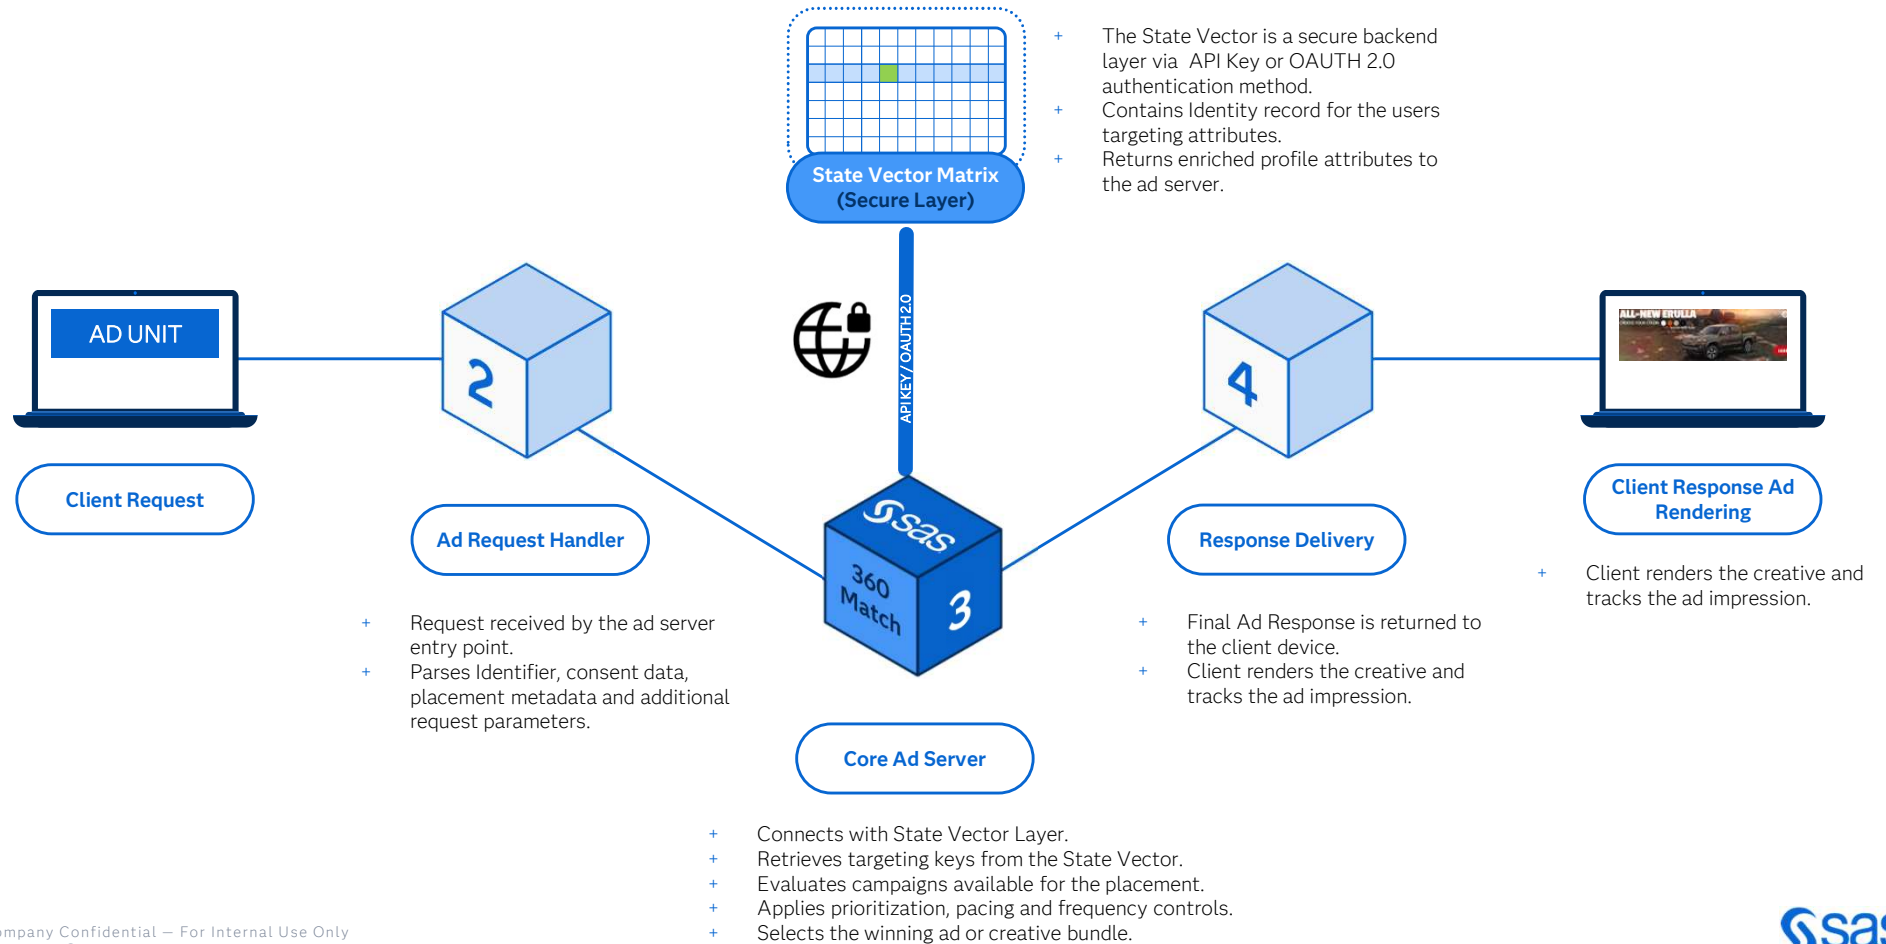 + The State Vector is a secure backend
layer via API Key or OAUTH 2.0
authentication method.
+ Contains Identity record for the users
targeting attributes.
+ Returns enriched profile attributes to
the ad server.
State Vector Matrix
(Secure Layer)
API KEY / OAUTH 2.0
AD UNIT
Client Request
2
Ad Request Handler
+ Request received by the ad server
entry point.
+ Parses Identifier, consent data,
placement metadata and additional
request parameters.
sas
360
Match
3
Core Ad Server
+ Connects with State Vector Layer.
+ Retrieves targeting keys from the State Vector.
+ Evaluates campaigns available for the placement.
+ Applies prioritization, pacing and frequency controls.
+ Selects the winning ad or creative bundle.
4
Response Delivery
+ Final Ad Response is returned to
the client device.
+ Client renders the creative and
tracks the ad impression.
ALL-NEW ERULLA
Client Response Ad
Rendering
+ Client renders the creative and
tracks the ad impression.
ompany Confidential – For Internal Use Only
sas